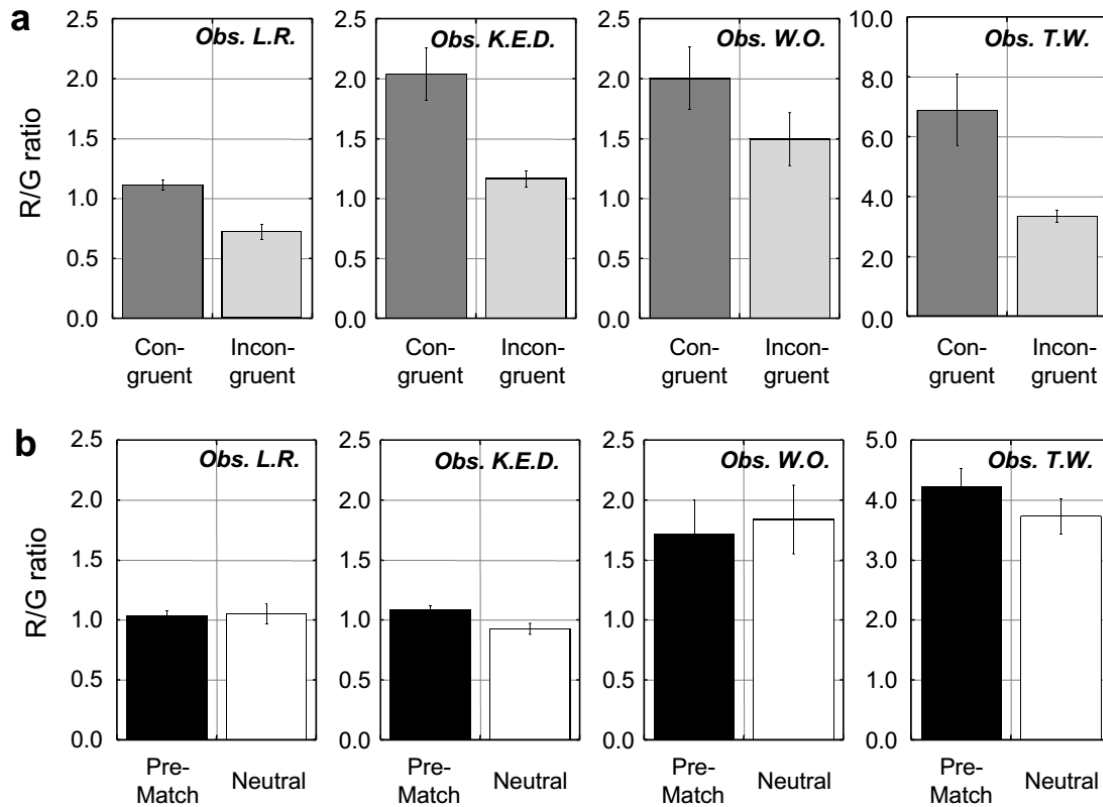 a
R/G ratio
2.5
2.0
1.5
1.0
0.5
0.0
Obs. L.R.
Con-
gruent
Incon-
gruent
2.5
2.0
1.5
1.0
0.5
0.0
Obs. K.E.D.
Con-
gruent
Incon-
gruent
2.5
2.0
1.5
1.0
0.5
0.0
Obs. W.O.
Con-
gruent
Incon-
gruent
10.0
8.0
6.0
4.0
2.0
0.0
Obs. T.W.
Con-
gruent
Incon-
gruent
b
R/G ratio
2.5
2.0
1.5
1.0
0.5
0.0
Obs. L.R.
Pre-
Match
Neutral
2.5
2.0
1.5
1.0
0.5
0.0
Obs. K.E.D.
Pre-
Match
Neutral
2.5
2.0
1.5
1.0
0.5
0.0
Obs. W.O.
Pre-
Match
Neutral
5.0
4.0
3.0
2.0
1.0
0.0
Obs. T.W.
Pre-
Match
Neutral